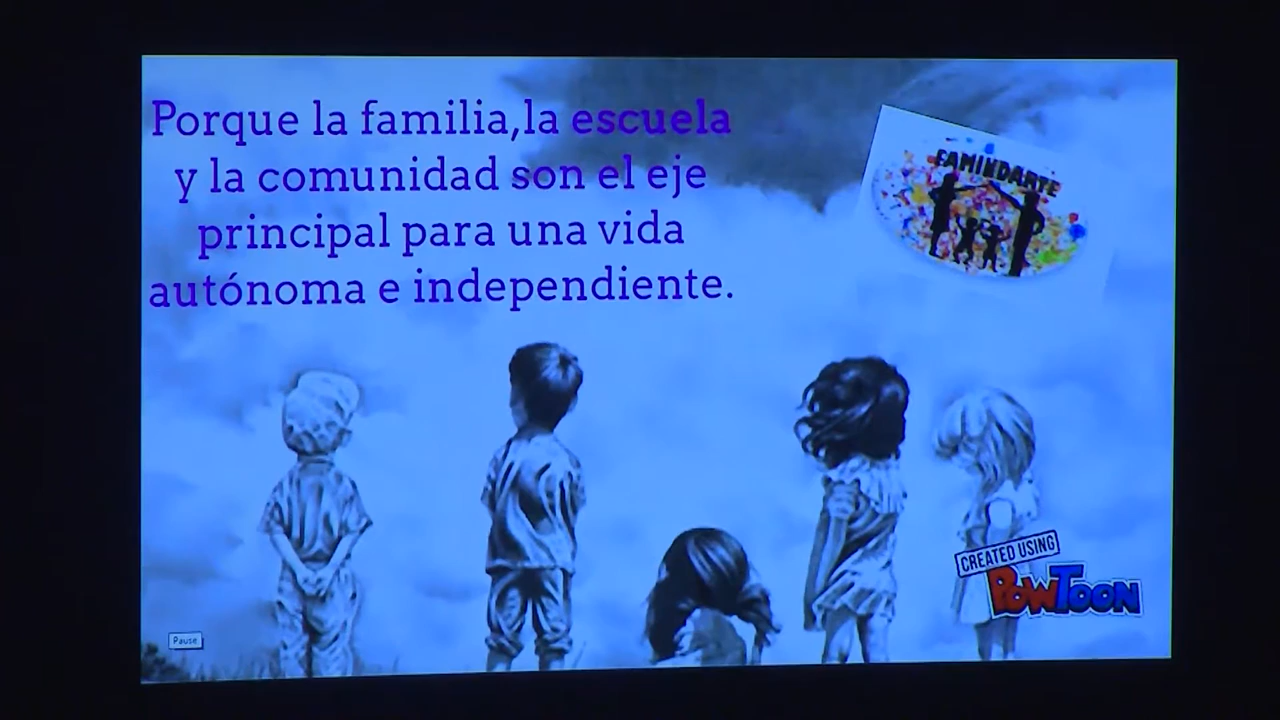 Porque la familia,la escuela
y la comunidad son el eje
principal para una vida
autónoma e independiente.
FAMINDARTE
CREATED USING
POWTOON
Pause